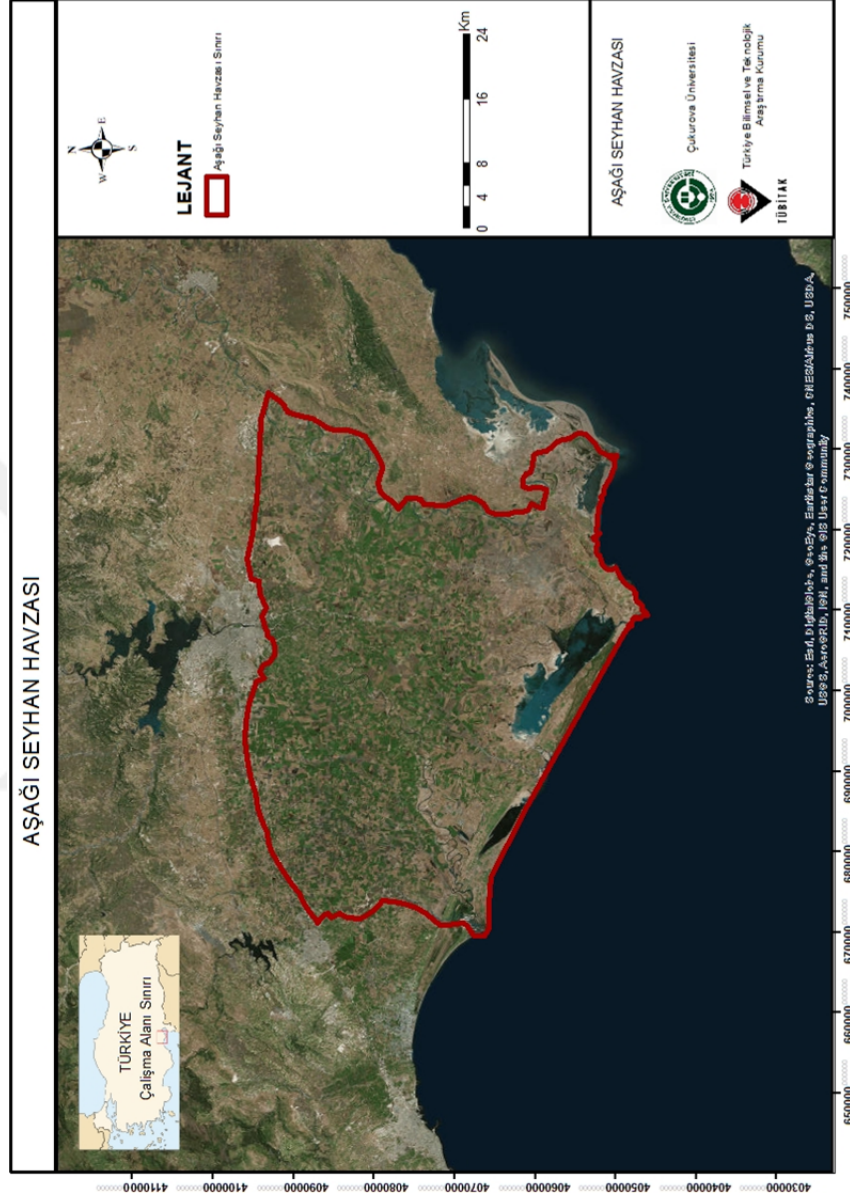 AŞAĞI SEYHAN HAVZASI
TÜRKİYE
Çalışma Alanı Sınırı
N
W
E
S
LEJANT
Aşağı Seyhan Havzası Sınırı
Km
0 4 8 16 24
AŞAĞI SEYHAN HAVZASI
Çukurova Üniversitesi
Türkiye Bilimsel ve Teknolojik
Araştırma Kurumu
TÜBİTAK
Source: Esri, DigitalGlobe, GeoEye, Earthstar Geographics, CNES/Airbus DS, USDA,
USGS, AeroGRID, IGN, and the GIS User Community
650000 660000 670000 680000 690000 700000 710000 720000 730000 740000 750000
4110000
4100000
4090000
4080000
4070000
4060000
4050000
4040000
4030000